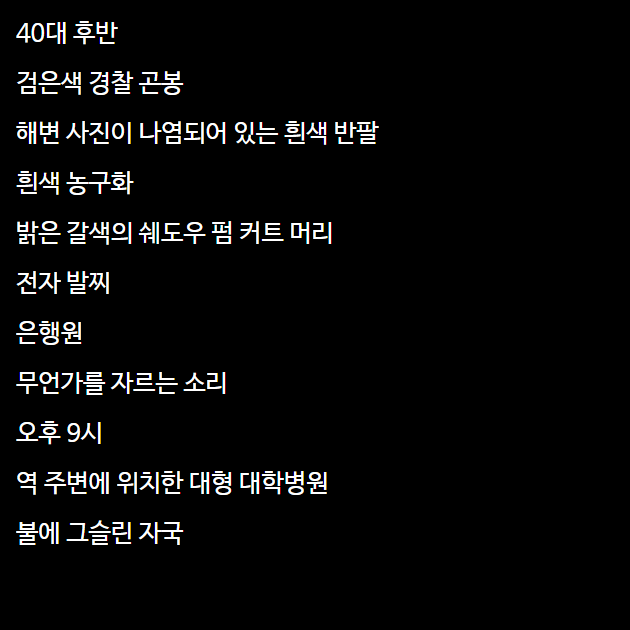 40대 후반
검은색 경찰 곤봉
해변 사진이 나염되어 있는 흰색 반팔
흰색 농구화
밝은 갈색의 쉐도우 펌 커트 머리
전자 발찌
은행원
무언가를 자르는 소리
오후 9시
역 주변에 위치한 대형 대학병원
불에 그슬린 자국